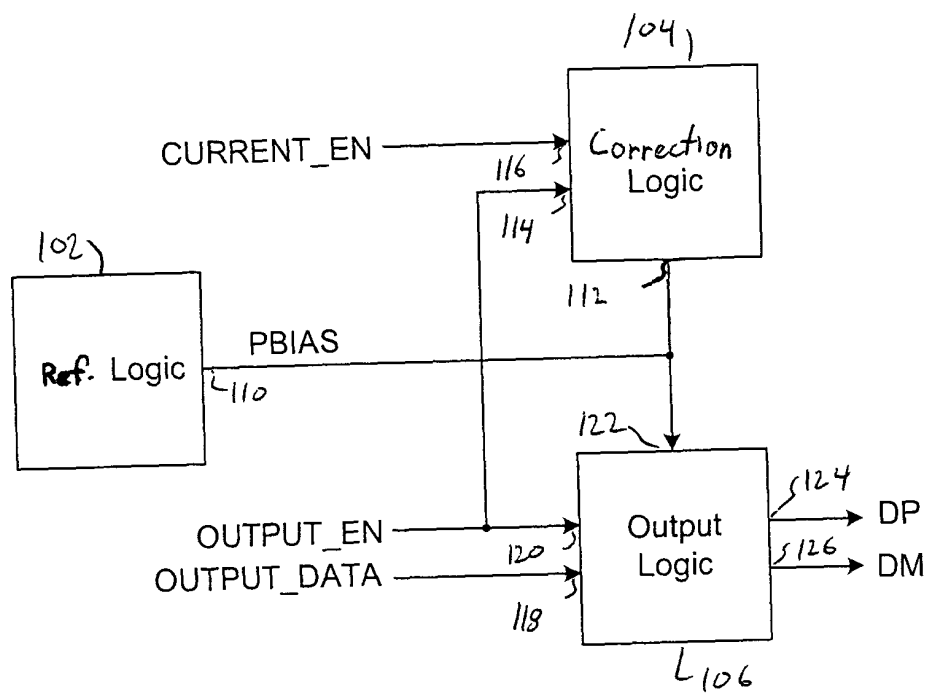 104
CURRENT_EN
116
114
Correction
Logic
102
112
PBIAS
Ref. Logic
110
122
124
OUTPUT_EN
120
Output
Logic
DP
126
OUTPUT_DATA
DM
118
106